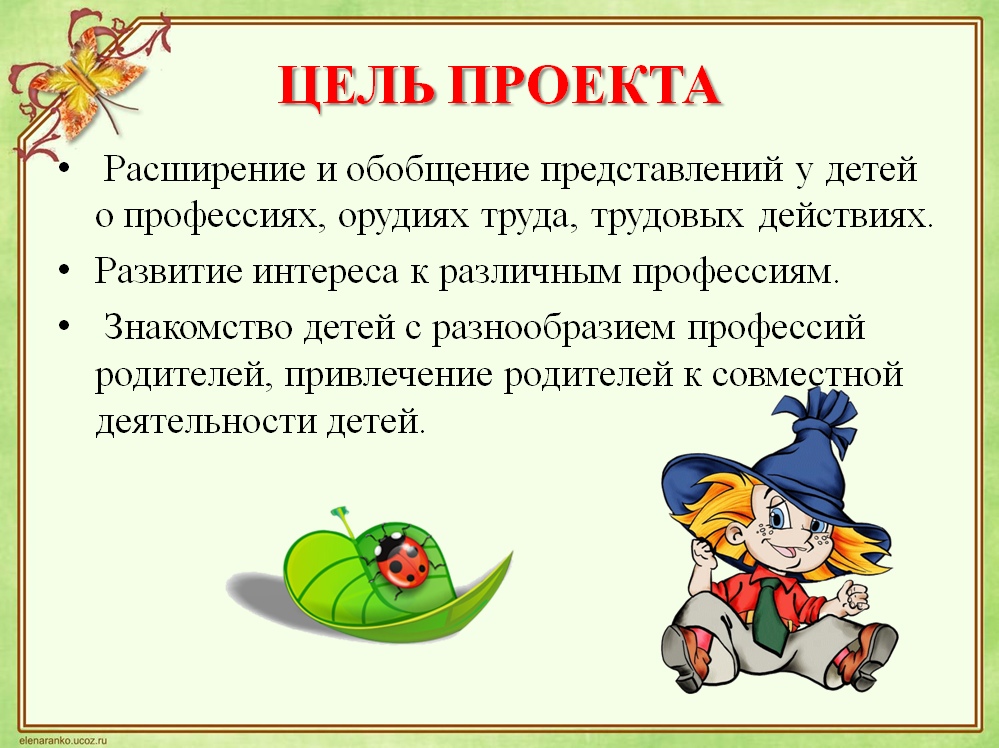 ЦЕЛЬ ПРОЕКТА
• Расширение и обобщение представлений у детей
о профессиях, орудиях труда, трудовых действиях.
• Развитие интереса к различным профессиям.
• Знакомство детей с разнообразием профессий
родителей, привлечение родителей к совместной
деятельности детей.
elenaranko.ucoz.ru